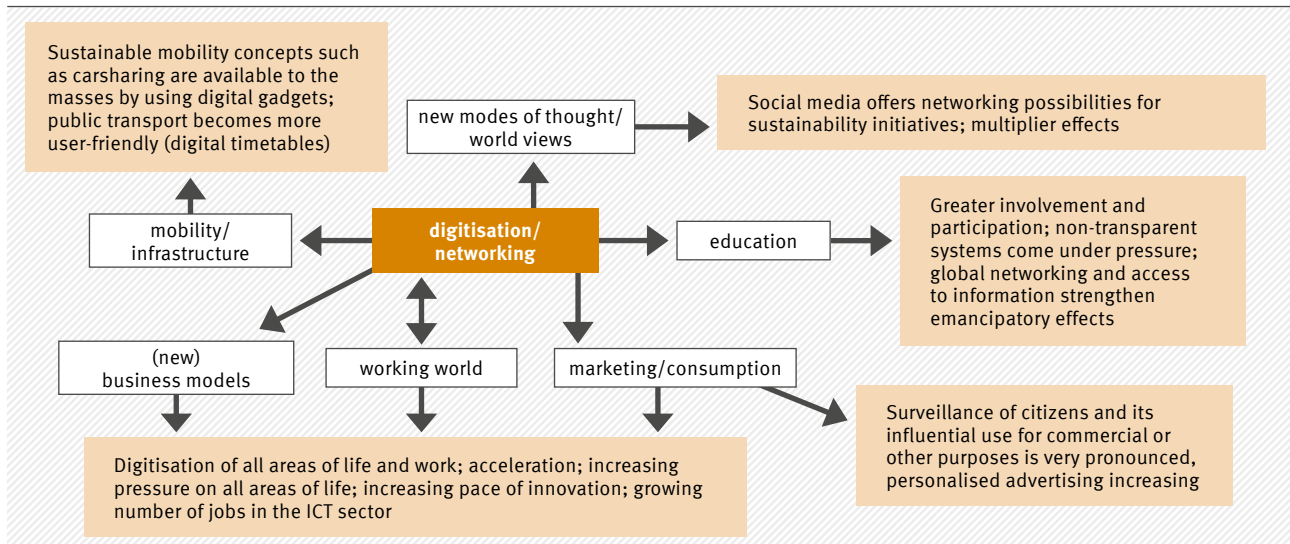 Sustainable mobility concepts such
as carsharing are available to the
masses by using digital gadgets;
public transport becomes more
user-friendly (digital timetables)
new modes of thought/
world views
Social media offers networking possibilities for
sustainability initiatives; multiplier effects
mobility/
infrastructure
digitisation/
networking
education
Greater involvement and
participation; non-transparent
systems come under pressure;
global networking and access
to information strengthen
emancipatory effects
(new)
business models
working world
marketing/consumption
Surveillance of citizens and its
influential use for commercial or
other purposes is very pronounced,
personalised advertising increasing
Digitisation of all areas of life and work; acceleration; increasing
pressure on all areas of life; increasing pace of innovation; growing
number of jobs in the ICT sector